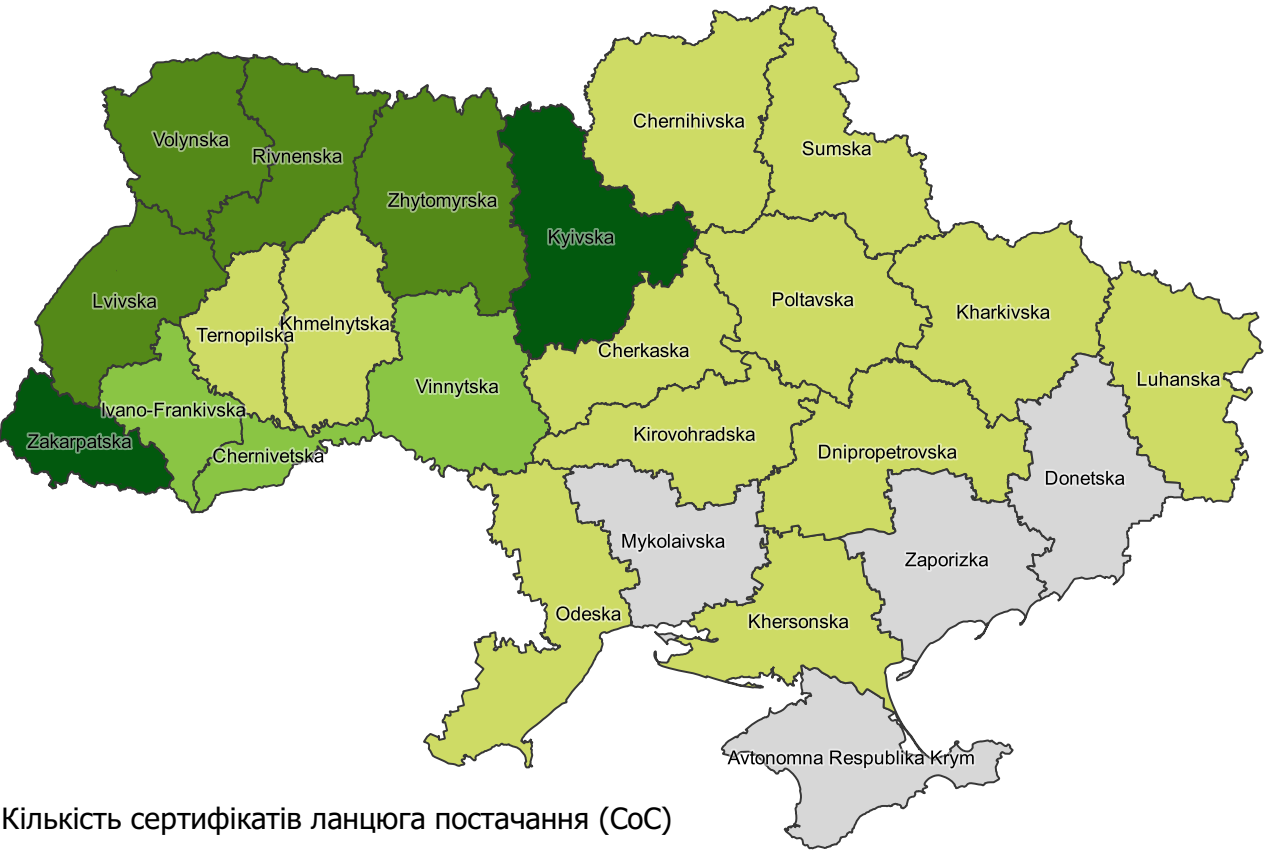 Chernihivska
Sumska
Volynska
Rivnenska
Zhytomyrska
Kyivska
Lvivska
Ternopilska
Khmelnytska
Poltavska
Kharkivska
Cherkaska
Luhanska
Vinnytska
Ivano-Frankivska
Zakarpatska
Chernivetska
Kirovohradska
Dnipropetrovska
Donetska
Mykolaivska
Zaporizka
Odeska
Khersonska
Avtonomna Respublika Krym
Кількість сертифікатів ланцюга постачання (CoC)